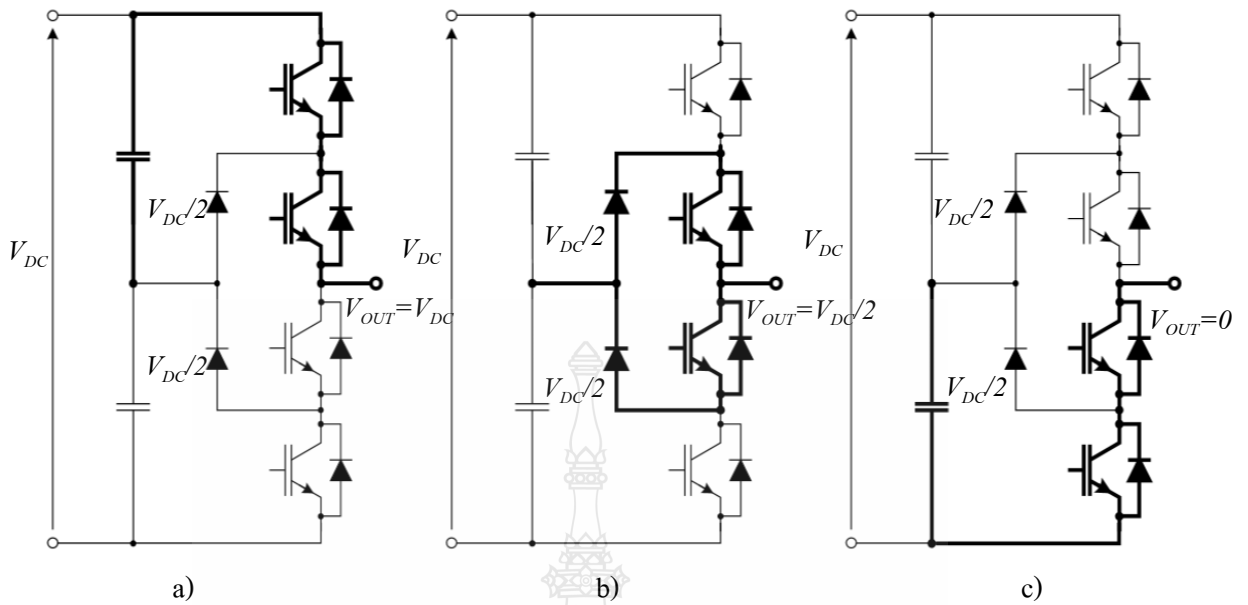 V_DC/2
V_DC
V_OUT=V_DC
V_DC/2
a)
V_DC/2
V_DC
V_OUT=V_DC/2
V_DC/2
b)
V_DC/2
V_DC
V_OUT=0
V_DC/2
c)